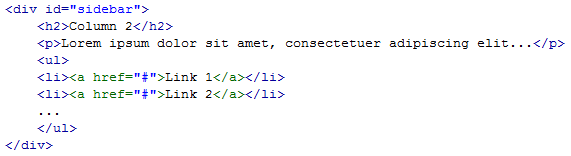 <div id="sidebar">
    <h2>Column 2</h2>
    <p>Lorem ipsum dolor sit amet, consectetuer adipiscing elit...</p>
    <ul>
    <li><a href="#">Link 1</a></li>
    <li><a href="#">Link 2</a></li>
    ...
    </ul>
</div>